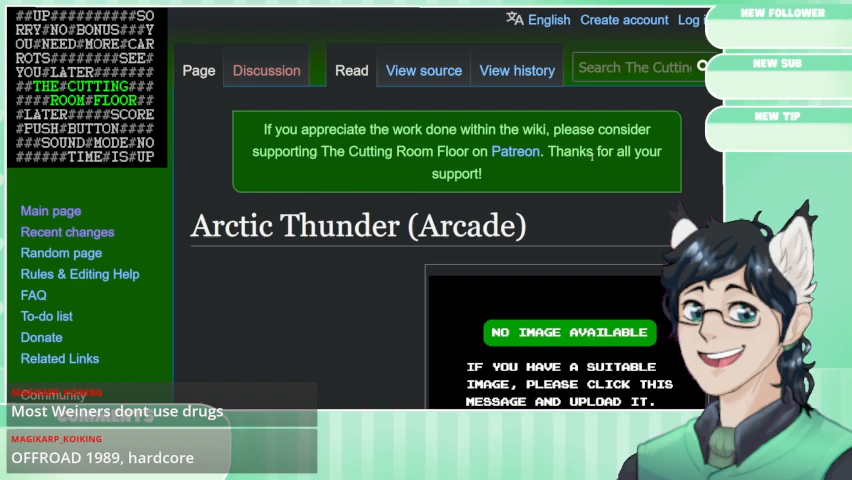 ##UP##########SO
RRY#NO#BONUS###Y
OU#NEED#MORE#CAR
ROTS#######SEE#
YOU#LATER#######
##THE#CUTTING###
####ROOM#FLOOR##
#LATER#####SCORE
#PUSH#BUTTON####
###SOUND#MODE#NO
######TIME#IS#UP
English Create account Log i
Page Discussion Read View source View history Search The Cuttin
If you appreciate the work done within the wiki, please consider
supporting The Cutting Room Floor on Patreon. Thanks for all your
support!
Arctic Thunder (Arcade)
NO IMAGE AVAILABLE
IF YOU HAVE A SUITABLE
IMAGE, PLEASE CLICK THIS
MESSAGE AND UPLOAD IT.
Main page
Recent changes
Random page
Rules & Editing Help
FAQ
To-do list
Donate
Related Links
Community
NEW FOLLOWER
NEW SUB
NEW TIP
MAGIKARP_KOIKING
Most Weiners dont use drugs
COMMENTS
MAGIKARP_KOIKING
OFFROAD 1989, hardcore